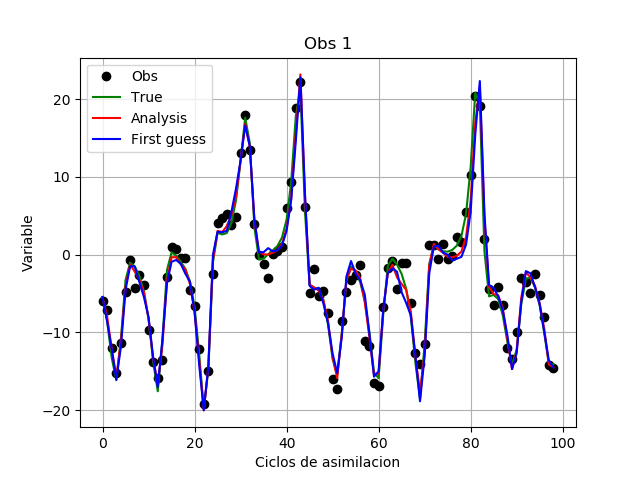 Obs 1
Obs
True
Analysis
First guess
Variable
20
10
0
−10
−20
0
20
40
60
80
100
Ciclos de asimilacion